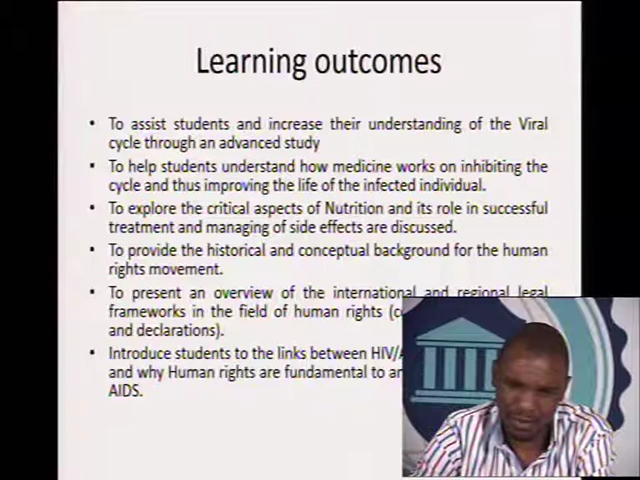 Learning outcomes
• To assist students and increase their understanding of the Viral
cycle through an advanced study
• To help students understand how medicine works on inhibiting the
cycle and thus improving the life of the infected individual.
• To explore the critical aspects of Nutrition and its role in successful
treatment and managing of side effects are discussed.
• To provide the historical and conceptual background for the human
rights movement.
• To present an overview of the international and regional legal
frameworks in the field of human rights
and declarations).
• Introduce students to the links between
and why Human rights are fundamental to
AIDS.